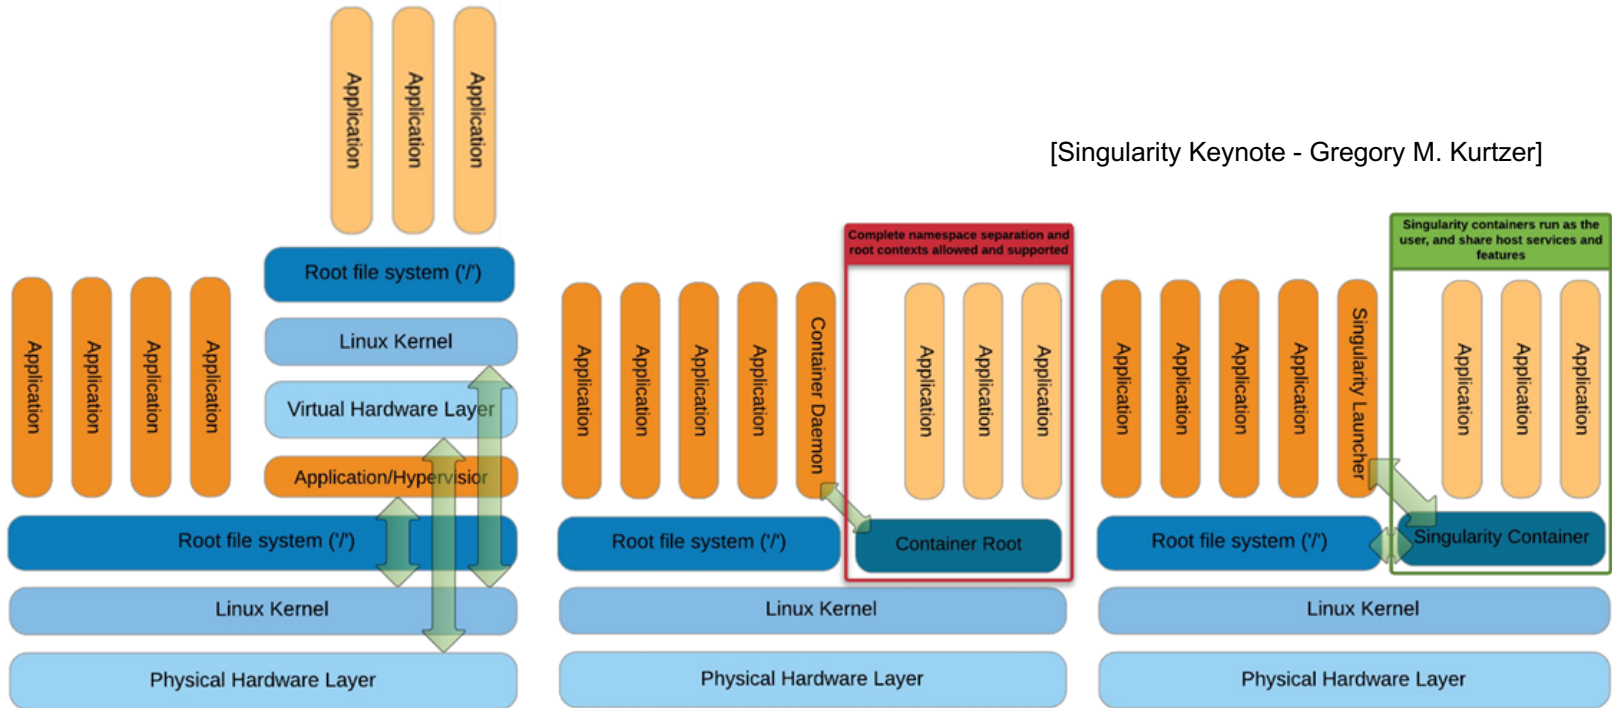 Application
Application
Application
[Singularity Keynote - Gregory M. Kurtzer]
Root file system ('/')
Linux Kernel
Virtual Hardware Layer
Application/Hypervisior
Application
Application
Application
Application
Root file system ('/')
Linux Kernel
Physical Hardware Layer
Complete namespace separation and
root contexts allowed and supported
Application
Application
Application
Application
Container Daemon
Application
Application
Application
Root file system ('/')
Container Root
Linux Kernel
Physical Hardware Layer
Singularity containers run as the
user, and share host services and
features
Application
Application
Application
Application
Singularity Launcher
Application
Application
Application
Root file system ('/')
Singularity Container
Linux Kernel
Physical Hardware Layer